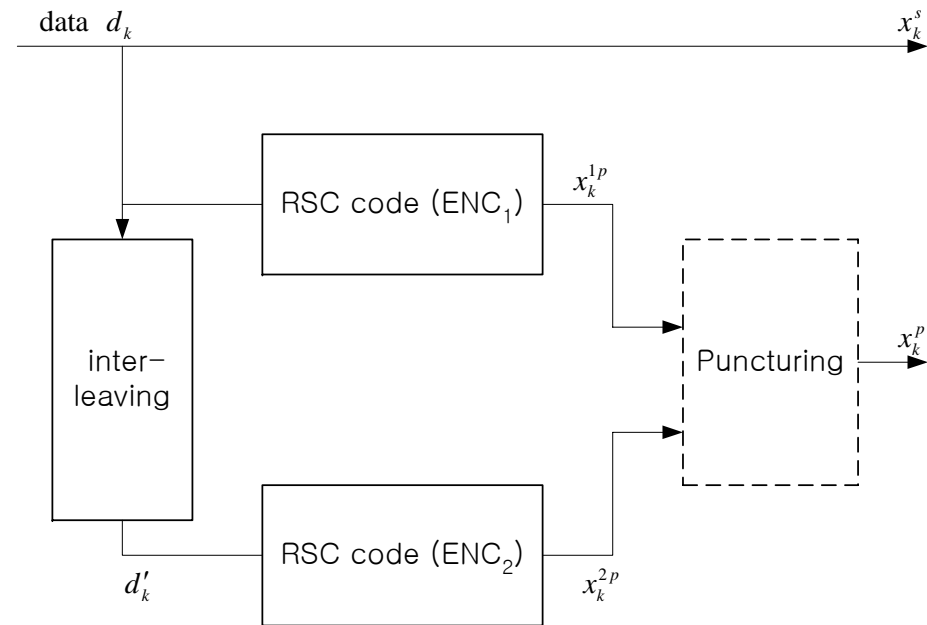 data d_k
x_k^s
RSC code (ENC_1)
x_k^{1p}
inter-
leaving
Puncturing
x_k^p
RSC code (ENC_2)
d'_k
x_k^{2p}